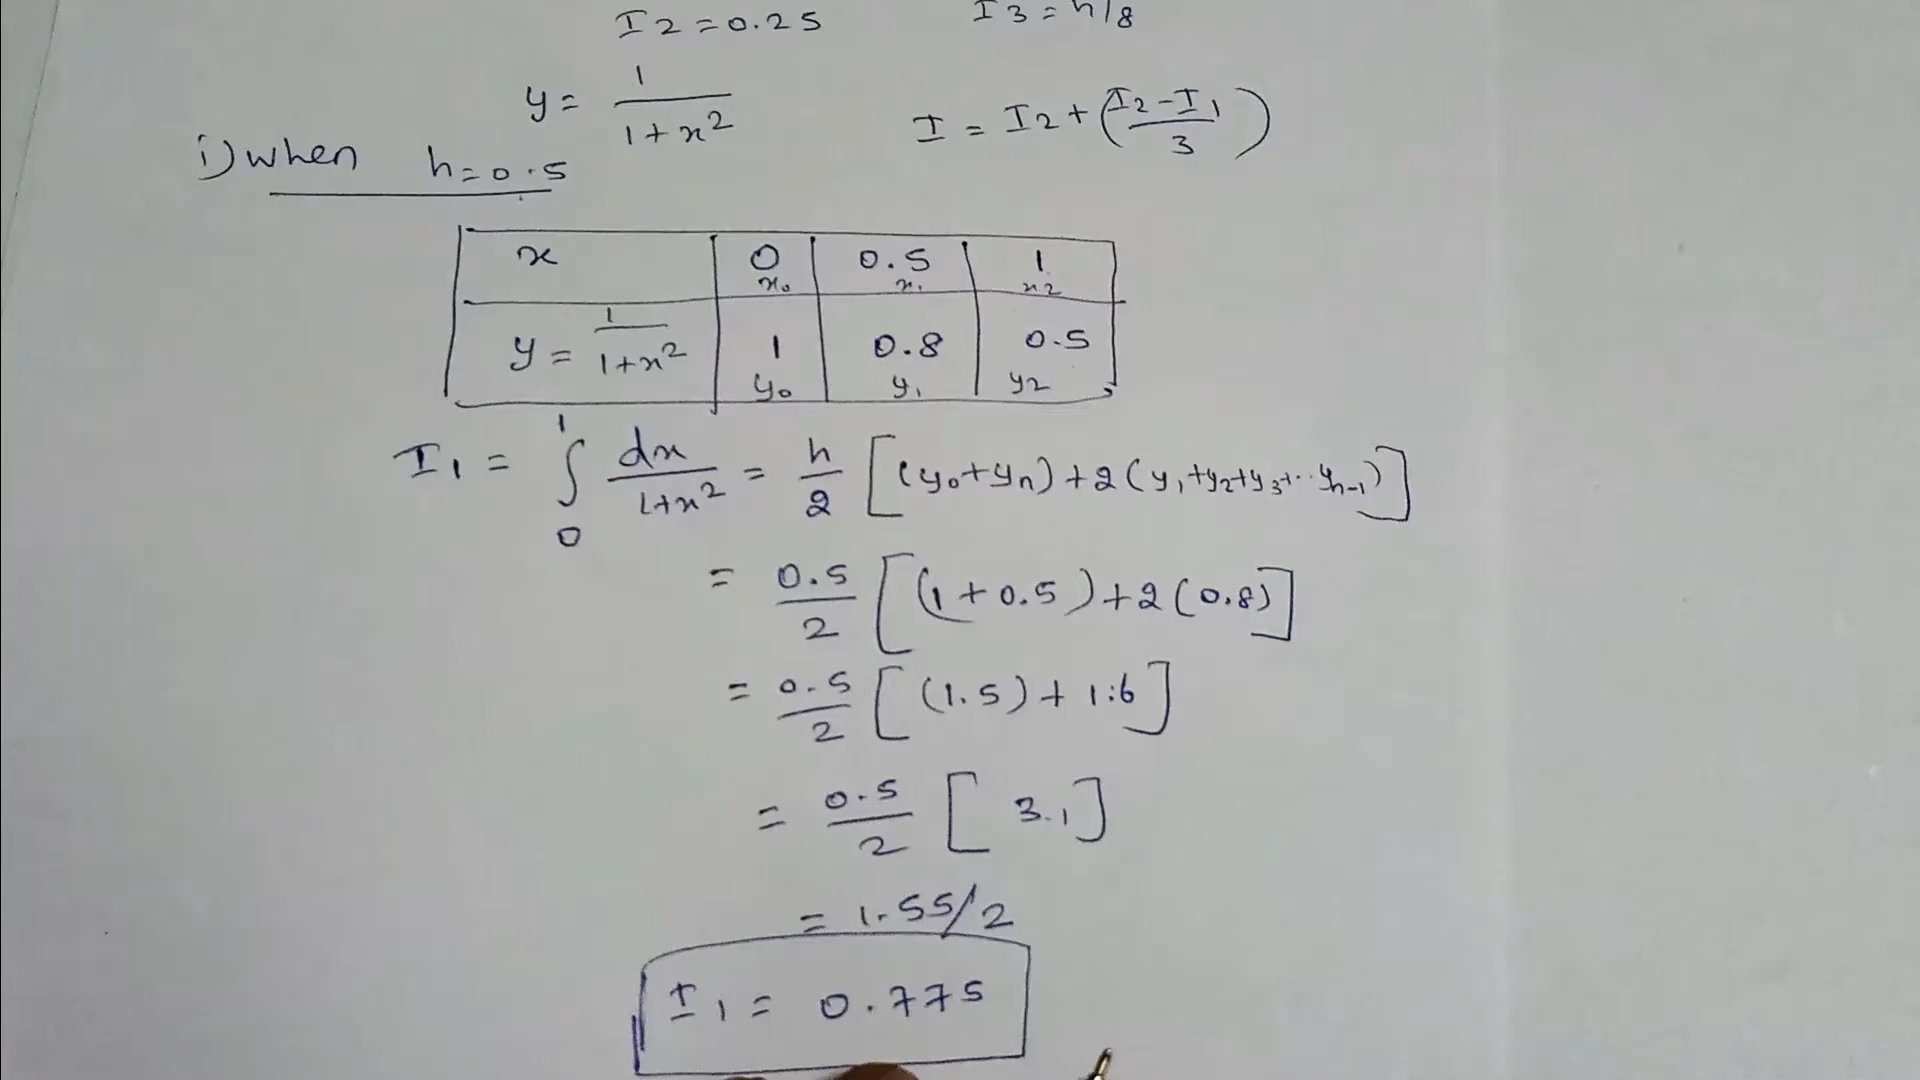 I2 = 0.25 I3 = h/8
y = 1/(1+x²)
I = I2 + ((I2-I1)/3)
i) when h=0.5
x 0 0.5 1
x0 x1 x2
y = 1/(1+x²) 1 0.8 0.5
y0 y1 y2
I1 = ∫₀¹ dx/(1+x²) = h/2 [(y0+yn)+2(y1+y2+y3+..yn-1)]
= 0.5/2 [(1+0.5)+2(0.8)]
= 0.5/2 [(1.5)+1.6]
= 0.5/2 [3.1]
= 1.55/2
I1 = 0.775